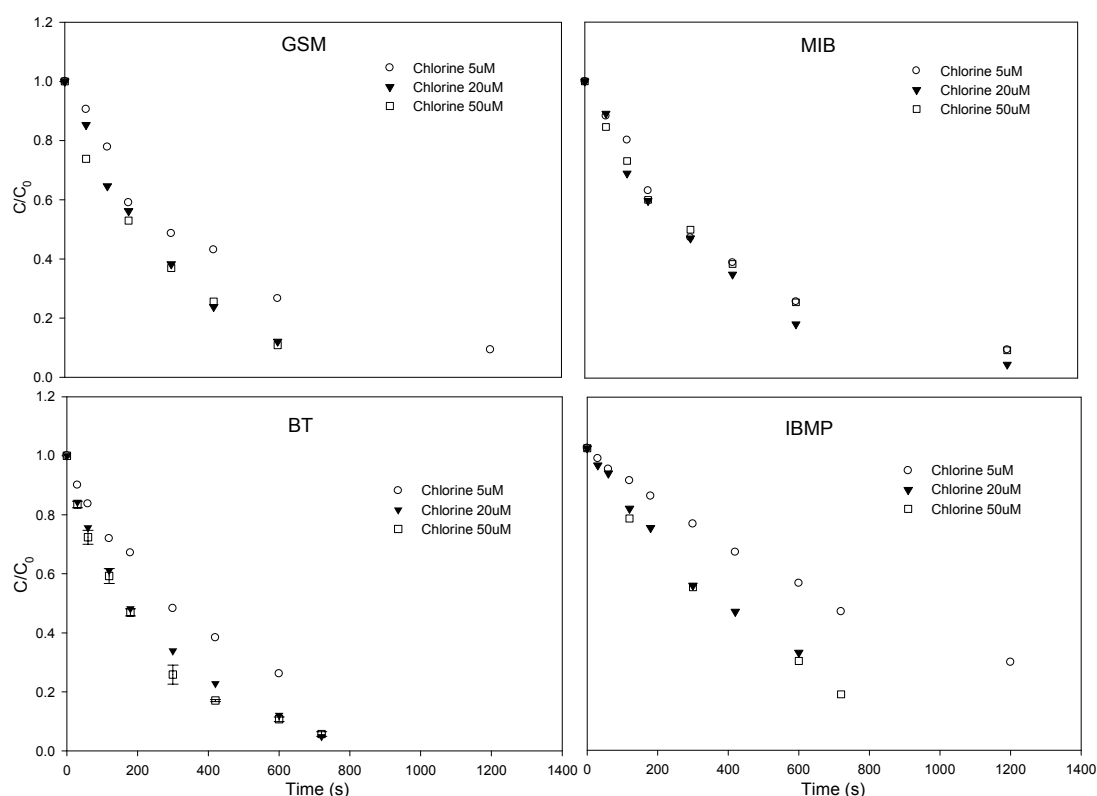 GSM
Chlorine 5uM
Chlorine 20uM
Chlorine 50uM
1.2
1.0
0.8
0.6
0.4
0.2
0.0
C/C0
MIB
Chlorine 5uM
Chlorine 20uM
Chlorine 50uM
BT
Chlorine 5uM
Chlorine 20uM
Chlorine 50uM
1.2
1.0
0.8
0.6
0.4
0.2
0.0
C/C0
0 200 400 600 800 1000 1200 1400
Time (s)
IBMP
Chlorine 5uM
Chlorine 20uM
Chlorine 50uM
0 200 400 600 800 1000 1200 1400
Time (s)